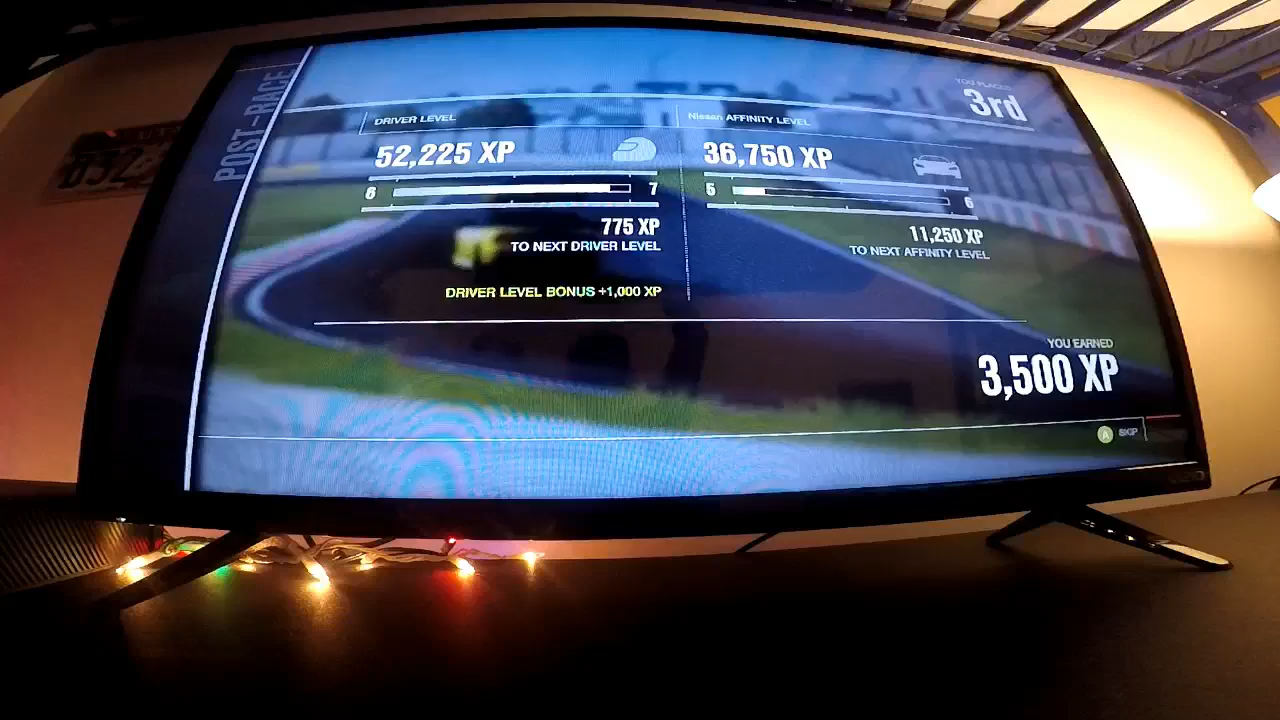 POST-RACE
YOU PLACED
3rd
DRIVER LEVEL
52,225 XP
6
7
775 XP
TO NEXT DRIVER LEVEL
DRIVER LEVEL BONUS +1,000 XP
Nissan AFFINITY LEVEL
36,750 XP
5
6
11,250 XP
TO NEXT AFFINITY LEVEL
YOU EARNED
3,500 XP
A SKIP
VIZIO